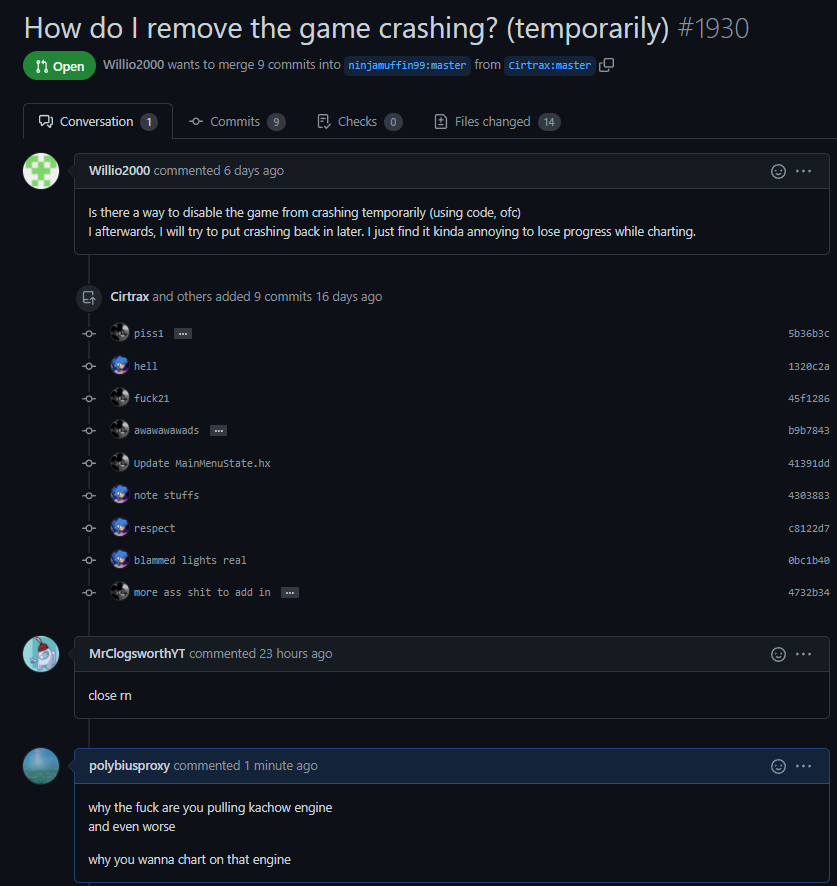 How do I remove the game crashing? (temporarily) #1930
Open Willio2000 wants to merge 9 commits into ninjamuffin99:master from Cirtrax:master
Conversation 1 Commits 9 Checks 0 Files changed 14
Willio2000 commented 6 days ago
Is there a way to disable the game from crashing temporarily (using code, ofc)
I afterwards, I will try to put crashing back in later. I just find it kinda annoying to lose progress while charting.
Cirtrax and others added 9 commits 16 days ago
piss1 ... 5b36b3c
hell 1320c2a
fuck21 45f1286
awawawawads ... b9b7843
Update MainMenuState.hx 41391dd
note stuffs 4303883
respect c8122d7
blammed lights real 0bc1b40
more ass shit to add in ... 4732b34
MrClogsworthYT commented 23 hours ago
close rn
polybiusproxy commented 1 minute ago
why the fuck are you pulling kachow engine
and even worse
why you wanna chart on that engine